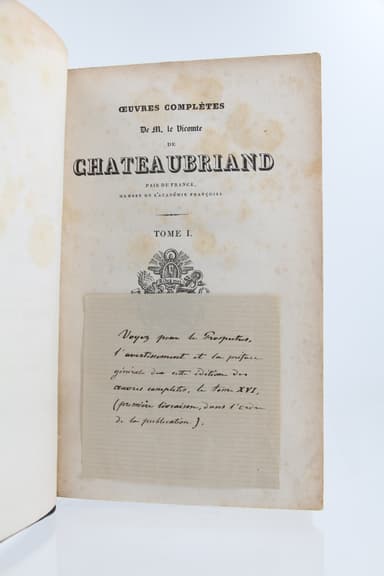 ŒUVRES COMPLÈTES
De M. le Vicomte
DE
CHATEAUBRIAND
PAIR DE FRANCE,
MEMBRE DE L'ACADÉMIE FRANÇOISE
TOME I.
Voyez pour le Prospectus,
l'avertissement et la préface
générale de cette édition des
œuvres complètes, le tome XVI,
(première livraison, dans l'ordre
de la publication).